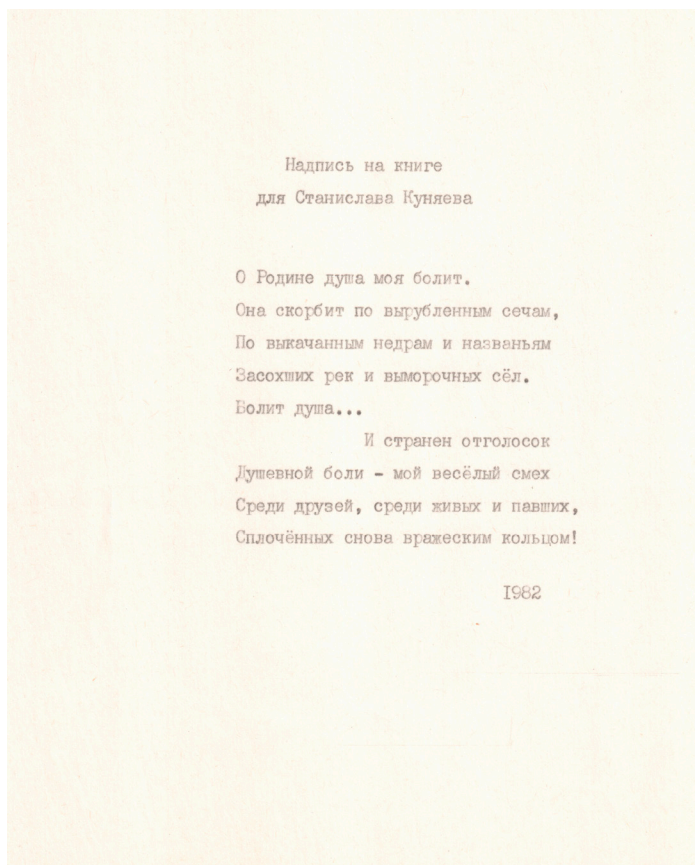 Надпись на книге
для Станислава Куняева
О Родине душа моя болит.
Она скорбит по вырубленным сечам,
По выкачанным недрам и названьям
Засохших рек и выморочных сёл.
Болит душа...
И странен отголосок
Душевной боли - мой весёлый смех
Среди друзей, среди живых и павших,
Сплочённых снова вражеским кольцом!
I982